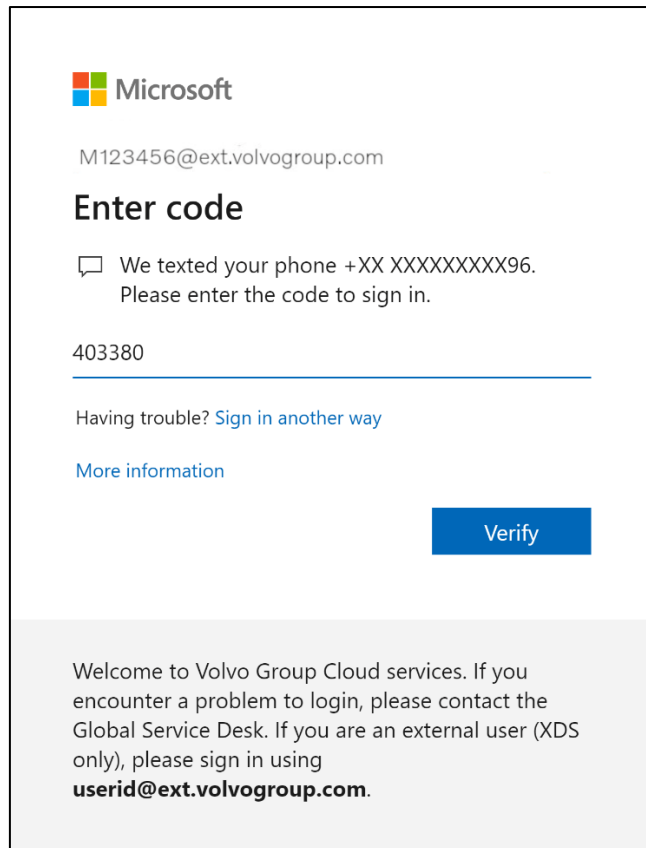 Microsoft
M123456@ext.volvogroup.com
Enter code
We texted your phone +XX XXXXXXXXX96.
Please enter the code to sign in.
403380
Having trouble? Sign in another way
More information
Verify
Welcome to Volvo Group Cloud services. If you
encounter a problem to login, please contact the
Global Service Desk. If you are an external user (XDS
only), please sign in using
userid@ext.volvogroup.com.